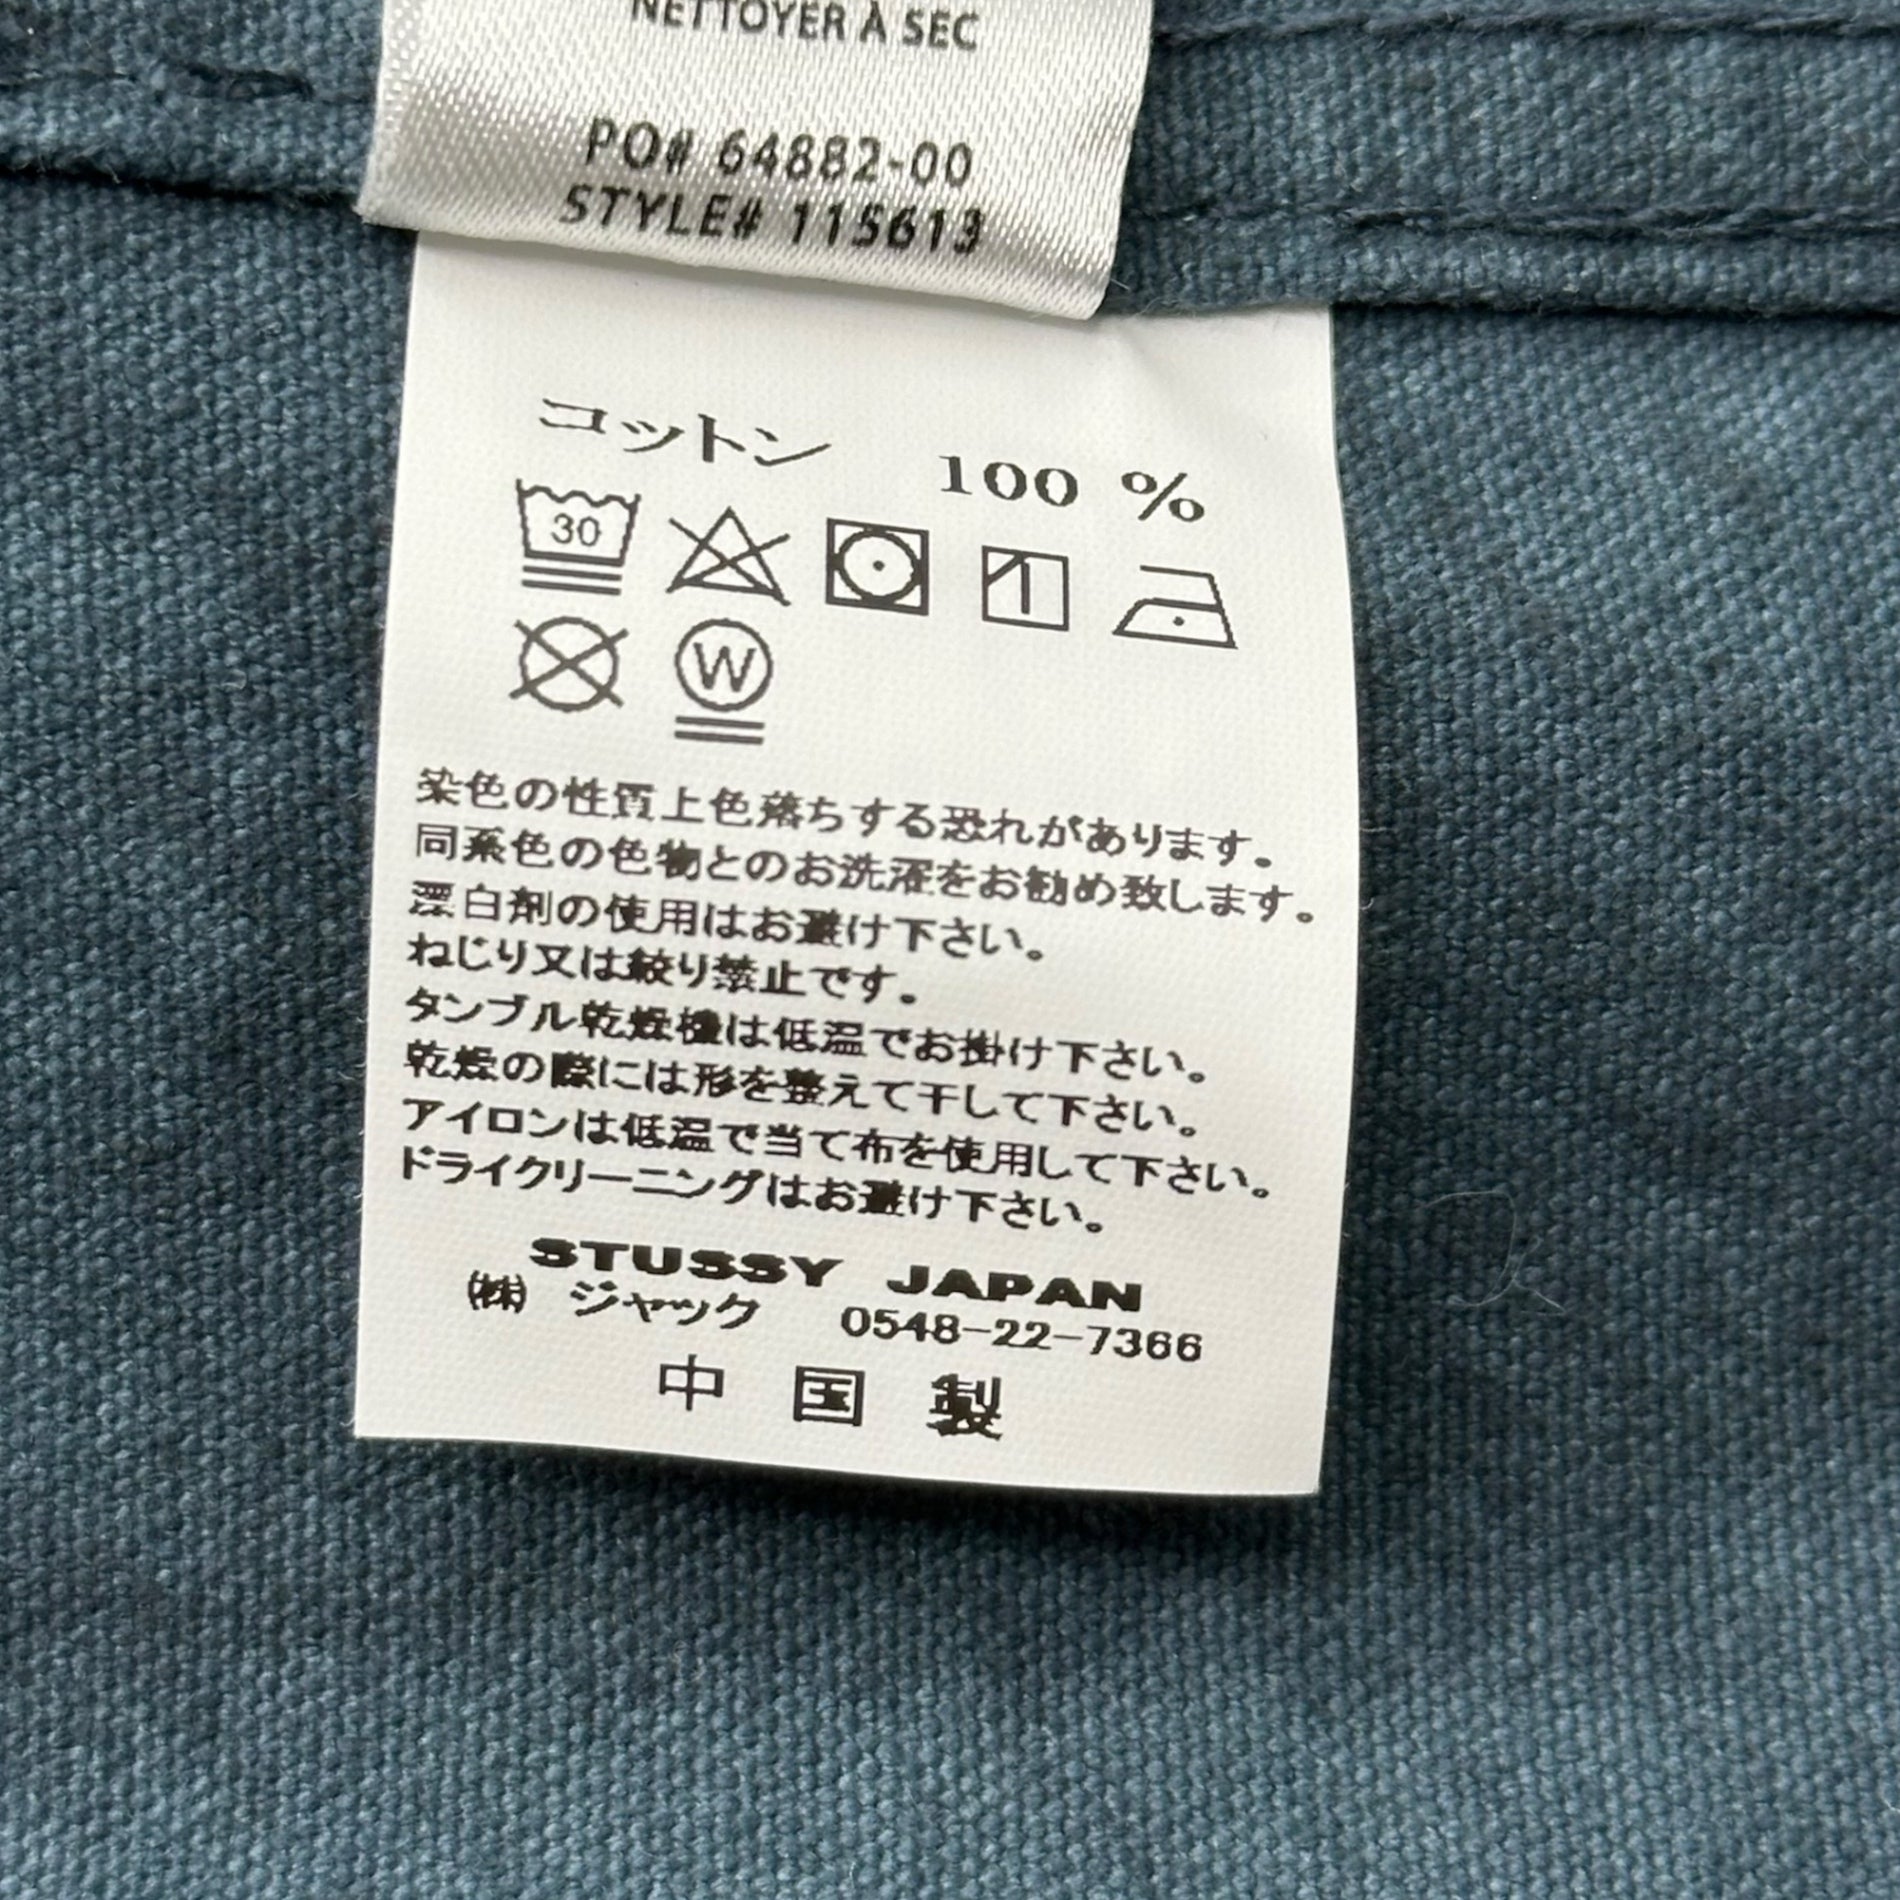 NETTOYER À SEC
PO# 64882-00
STYLE# 115613
コットン 100 %
30
W
染色の性質上色落ちする恐れがあります。
同系色の色物とのお洗濯をお勧め致します。
漂白剤の使用はお避け下さい。
ねじり又は絞り禁止です。
タンブル乾燥機は低温でお掛け下さい。
乾燥の際には形を整えて干して下さい。
アイロンは低温で当て布を使用して下さい。
ドライクリーニングはお避け下さい。
STUSSY JAPAN
㈱ ジャック 0548-22-7366
中国製